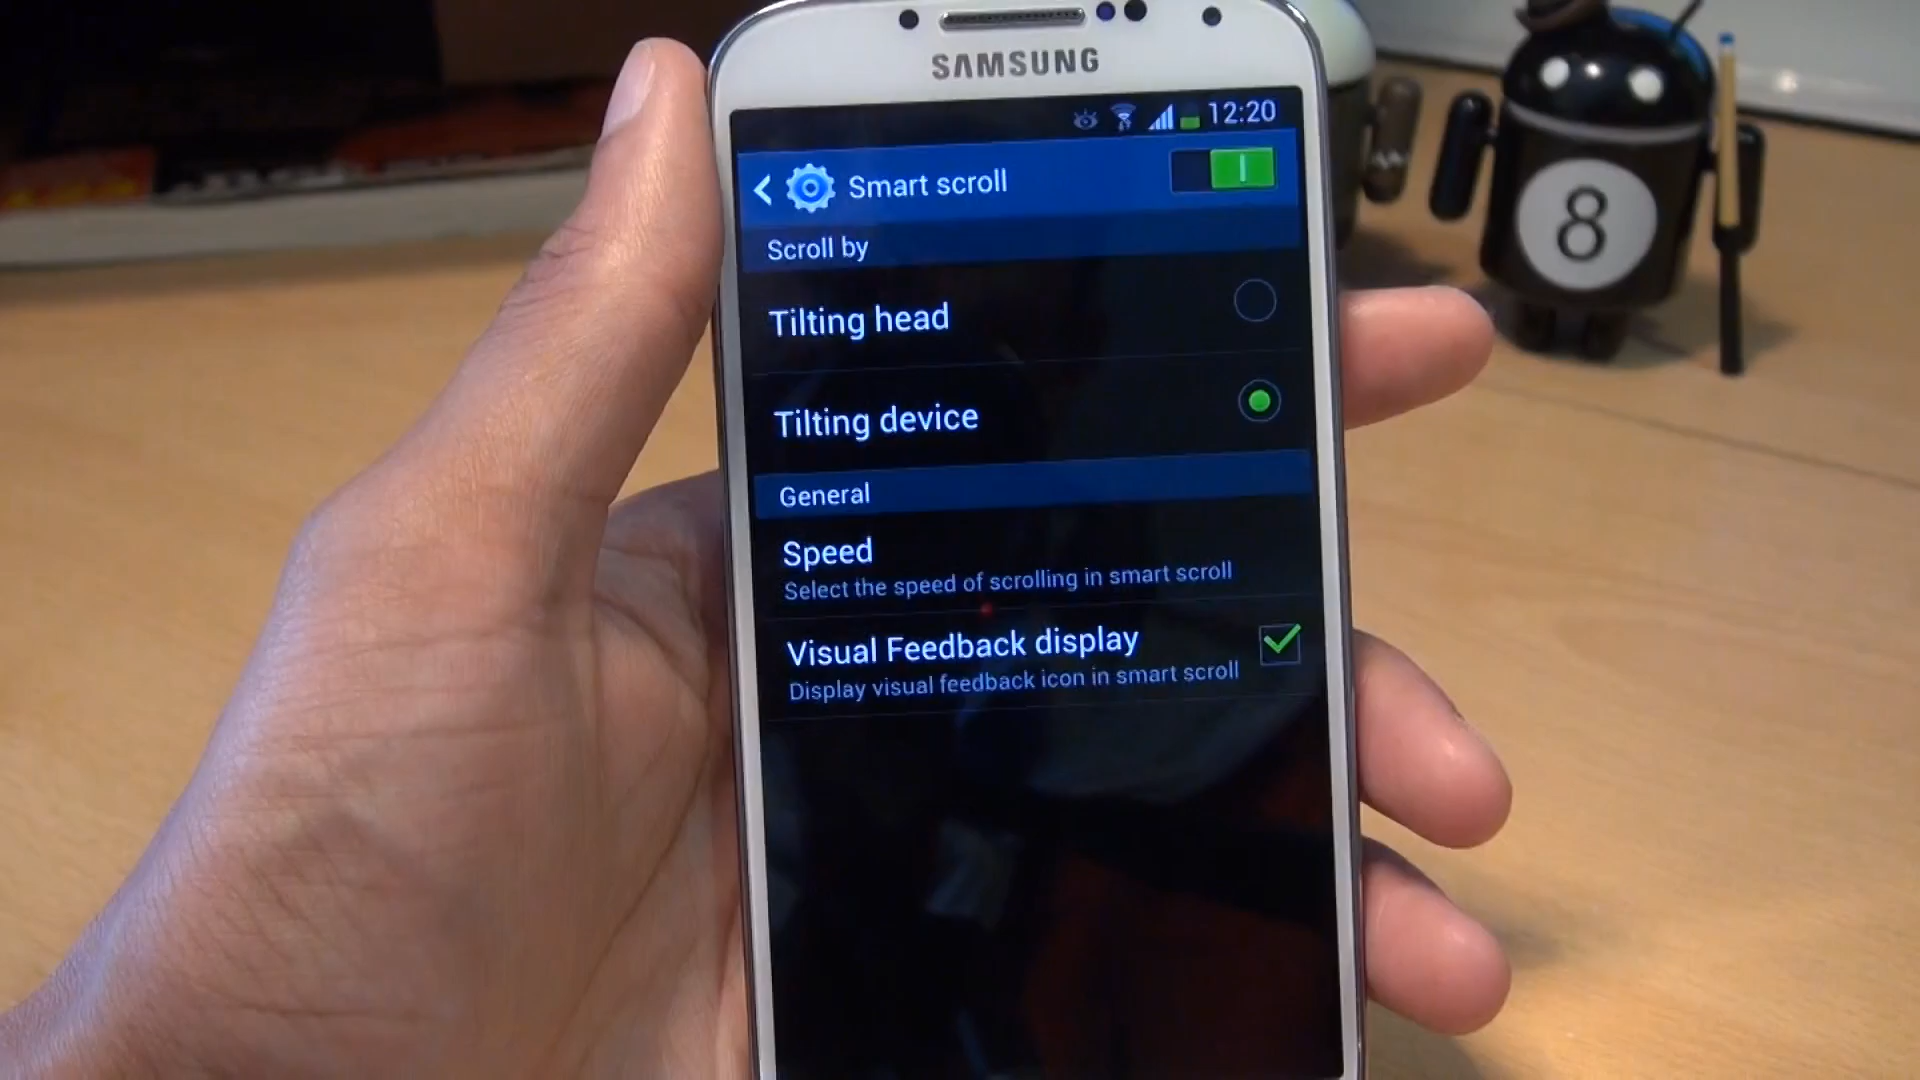 SAMSUNG
12:20
Smart scroll
Scroll by
Tilting head
Tilting device
General
Speed
Select the speed of scrolling in smart scroll
Visual Feedback display
Display visual feedback icon in smart scroll
8